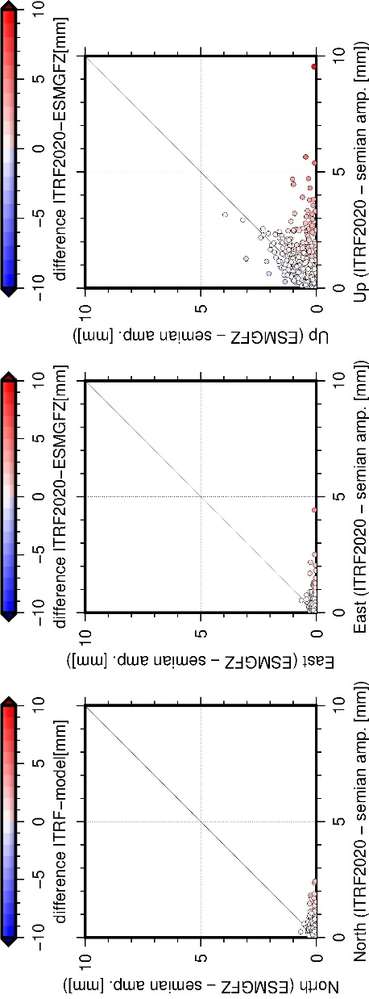 −10 −5 0 5 10
difference ITRF−model[mm]
10
5
0
North (ESMGFZ − semian amp. [mm])
0 5 10
North (ITRF2020 − semian amp. [mm])
−10 −5 0 5 10
difference ITRF2020−ESMGFZ[mm]
10
5
0
East (ESMGFZ − semian amp. [mm])
0 5 10
East (ITRF2020 − semian amp. [mm])
−10 −5 0 5 10
difference ITRF2020−ESMGFZ[mm]
10
5
0
Up (ESMGFZ − semian amp. [mm])
0 5 10
Up (ITRF2020 − semian amp. [mm])